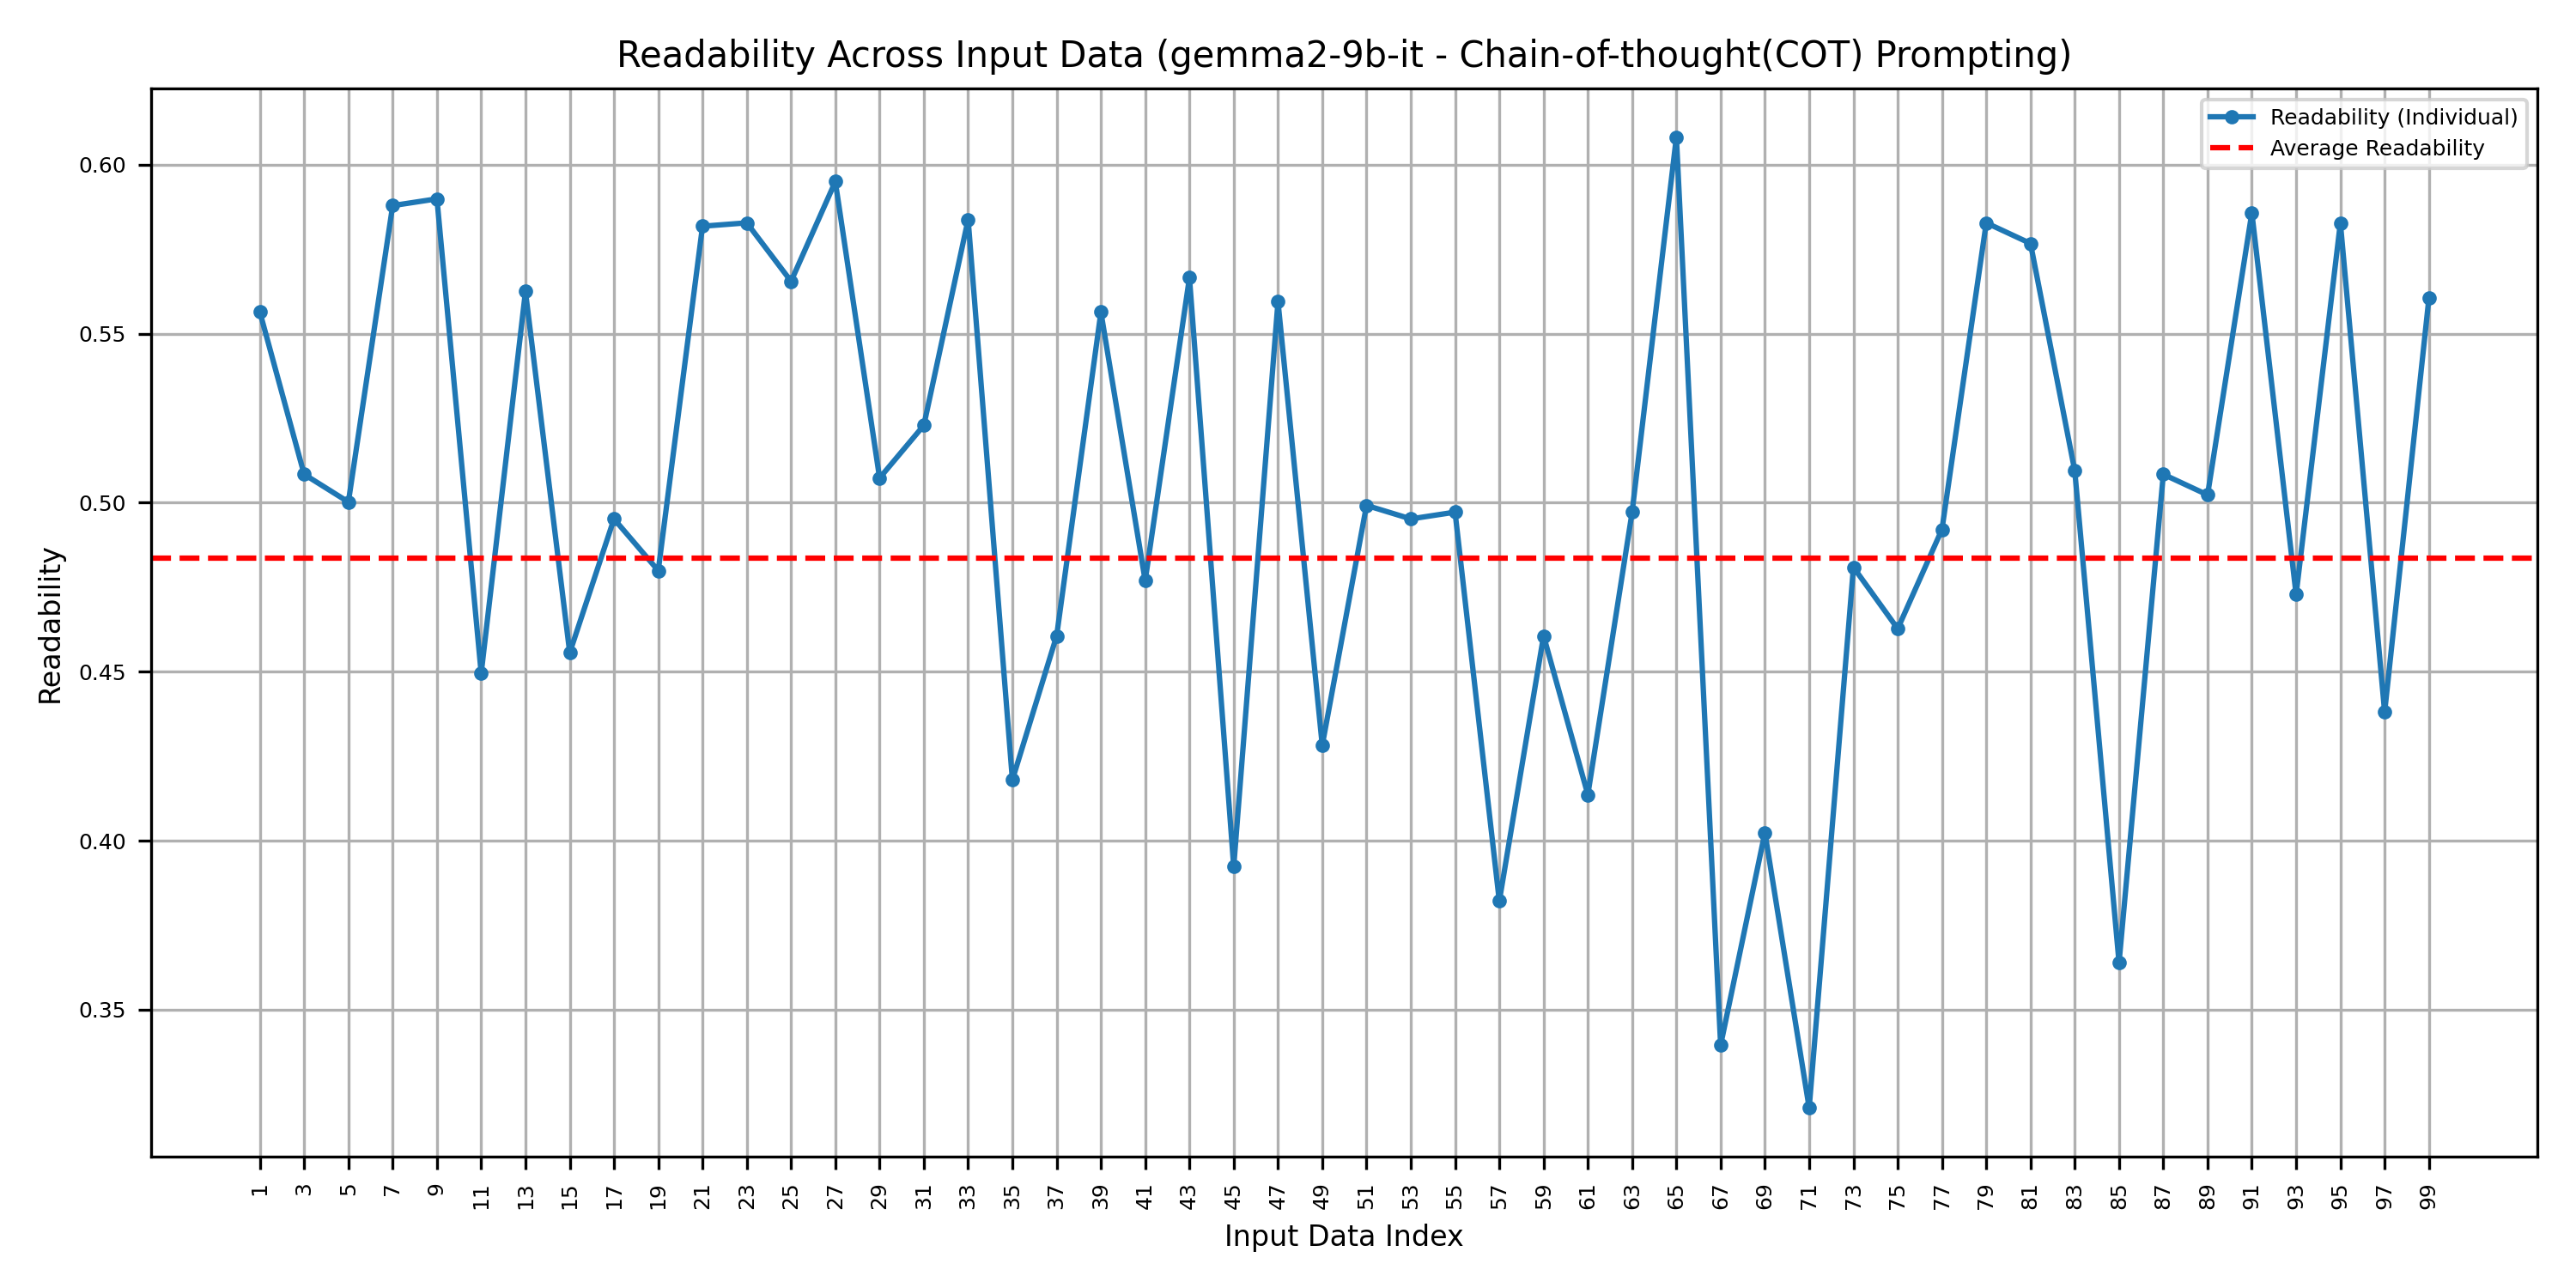 Readability Across Input Data (gemma2-9b-it - Chain-of-thought(COT) Prompting)
Readability (Individual)
Average Readability
Readability
0.60
0.55
0.50
0.45
0.40
0.35
1 3 5 7 9 11 13 15 17 19 21 23 25 27 29 31 33 35 37 39 41 43 45 47 49 51 53 55 57 59 61 63 65 67 69 71 73 75 77 79 81 83 85 87 89 91 93 95 97 99
Input Data Index